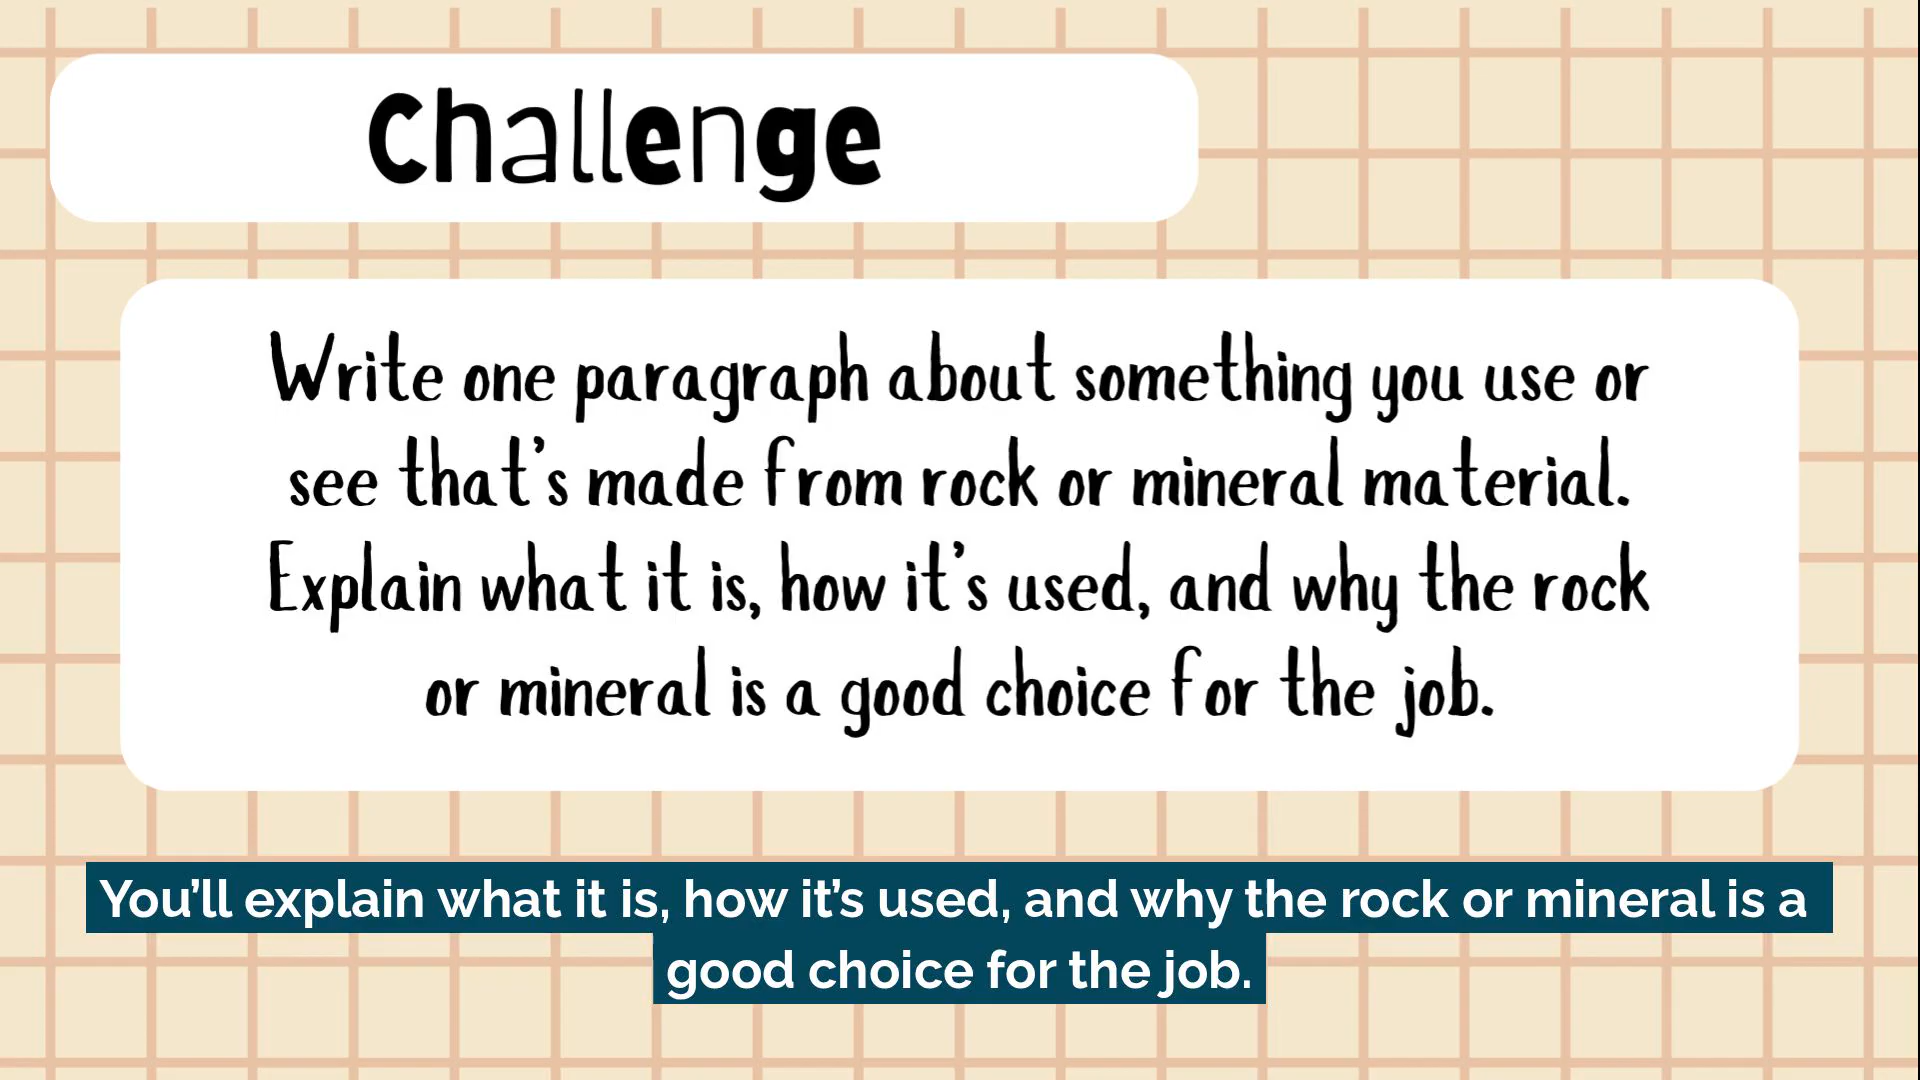 Challenge
Write one paragraph about something you use or
see that's made from rock or mineral material.
Explain what it is, how it's used, and why the rock
or mineral is a good choice for the job.
You’ll explain what it is, how it’s used, and why the rock or mineral is a
good choice for the job.